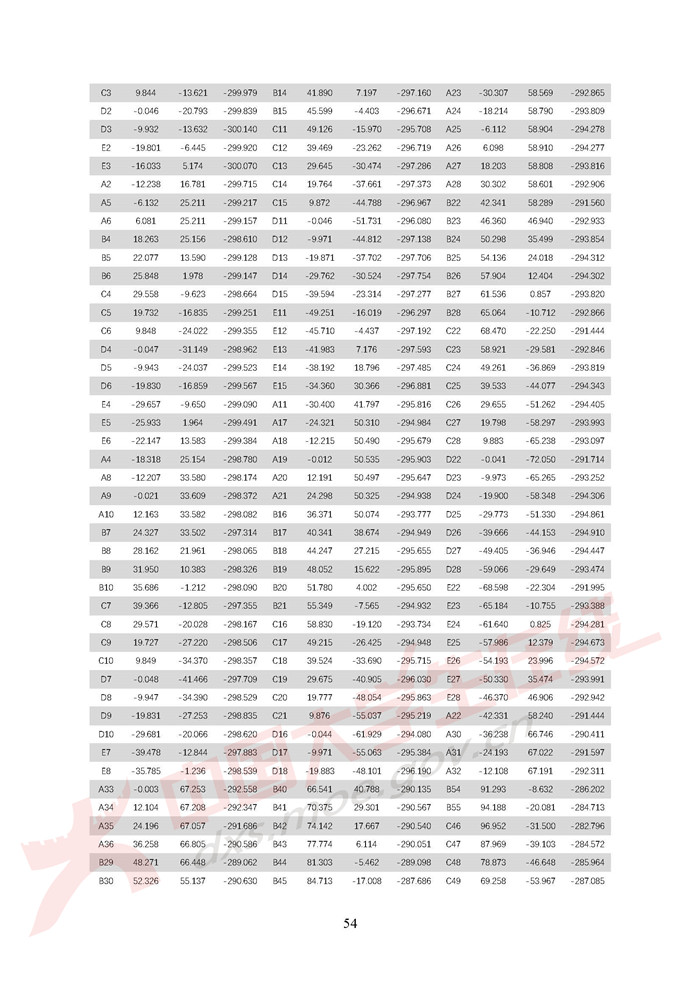 C3 9.844 -13.621 -299.979 B14 41.890 7.197 -297.160 A23 -30.307 58.569 -292.865
D2 -0.046 -20.793 -299.839 B15 45.599 -4.403 -296.671 A24 -18.214 58.790 -293.809
D3 -9.932 -13.632 -300.140 C11 49.126 -15.970 -295.708 A25 -6.112 58.904 -294.278
E2 -19.801 -6.445 -299.920 C12 39.469 -23.262 -296.719 A26 6.098 58.910 -294.277
E3 -16.033 5.174 -300.070 C13 29.645 -30.474 -297.286 A27 18.203 58.808 -293.816
A2 -12.238 16.781 -299.715 C14 19.764 -37.661 -297.373 A28 30.302 58.601 -292.906
A5 -6.132 25.211 -299.217 C15 9.872 -44.788 -296.967 B22 42.341 58.289 -291.560
A6 6.081 25.211 -299.157 D11 -0.046 -51.731 -296.080 B23 46.360 46.940 -292.933
B4 18.263 25.156 -298.610 D12 -9.971 -44.812 -297.138 B24 50.298 35.499 -293.854
B5 22.077 13.590 -299.128 D13 -19.871 -37.702 -297.706 B25 54.136 24.018 -294.312
B6 25.848 1.978 -299.147 D14 -29.762 -30.524 -297.754 B26 57.904 12.404 -294.302
C4 29.558 -9.623 -298.664 D15 -39.594 -23.314 -297.277 B27 61.536 0.857 -293.820
C5 19.732 -16.835 -299.251 E11 -49.251 -16.019 -296.297 B28 65.064 -10.712 -292.866
C6 9.848 -24.022 -299.355 E12 -45.710 -4.437 -297.192 C22 68.470 -22.250 -291.444
D4 -0.047 -31.149 -298.962 E13 -41.983 7.176 -297.593 C23 58.921 -29.581 -292.846
D5 -9.943 -24.037 -299.523 E14 -38.192 18.796 -297.485 C24 49.261 -36.869 -293.819
D6 -19.830 -16.859 -299.567 E15 -34.360 30.366 -296.881 C25 39.533 -44.077 -294.343
E4 -29.657 -9.650 -299.090 A11 -30.400 41.797 -295.816 C26 29.655 -51.262 -294.405
E5 -25.933 1.964 -299.491 A17 -24.321 50.310 -294.984 C27 19.798 -58.297 -293.993
E6 -22.147 13.583 -299.384 A18 -12.215 50.490 -295.679 C28 9.883 -65.238 -293.097
A4 -18.318 25.154 -298.780 A19 -0.012 50.535 -295.903 D22 -0.041 -72.050 -291.714
A8 -12.207 33.580 -298.174 A20 12.191 50.497 -295.647 D23 -9.973 -65.265 -293.252
A9 -0.021 33.609 -298.372 A21 24.298 50.325 -294.938 D24 -19.900 -58.348 -294.306
A10 12.163 33.582 -298.082 B16 36.371 50.074 -293.777 D25 -29.773 -51.330 -294.861
B7 24.327 33.502 -297.314 B17 40.341 38.674 -294.949 D26 -39.666 -44.153 -294.910
B8 28.162 21.961 -298.065 B18 44.247 27.215 -295.655 D27 -49.405 -36.946 -294.447
B9 31.950 10.383 -298.326 B19 48.052 15.622 -295.895 D28 -59.066 -29.649 -293.474
B10 35.686 -1.212 -298.090 B20 51.780 4.002 -295.650 E22 -68.598 -22.304 -291.995
C7 39.366 -12.805 -297.355 B21 55.349 -7.565 -294.932 E23 -65.184 -10.755 -293.388
C8 29.571 -20.028 -298.167 C16 58.830 -19.120 -293.734 E24 -61.640 0.825 -294.281
C9 19.727 -27.220 -298.506 C17 49.215 -26.425 -294.948 E25 -57.986 12.379 -294.673
C10 9.849 -34.370 -298.357 C18 39.524 -33.690 -295.715 E26 -54.193 23.996 -294.572
D7 -0.048 -41.466 -297.709 C19 29.675 -40.905 -296.030 E27 -50.330 35.474 -293.991
D8 -9.947 -34.390 -298.529 C20 19.777 -48.054 -295.863 E28 -46.370 46.906 -292.942
D9 -19.831 -27.253 -298.835 C21 9.876 -55.037 -295.219 A22 -42.331 58.240 -291.444
D10 -29.681 -20.066 -298.620 D16 -0.044 -61.929 -294.080 A30 -36.238 66.746 -290.411
E7 -39.478 -12.844 -297.883 D17 -9.971 -55.063 -295.384 A31 -24.193 67.022 -291.597
E8 -35.785 -1.236 -298.539 D18 -19.883 -48.101 -296.190 A32 -12.108 67.191 -292.311
A33 -0.003 67.253 -292.558 B40 66.541 40.788 -290.135 B54 91.293 -8.632 -286.202
A34 12.104 67.208 -292.347 B41 70.375 29.301 -290.567 B55 94.188 -20.081 -284.713
A35 24.196 67.057 -291.686 B42 74.142 17.667 -290.540 C46 96.952 -31.500 -282.796
A36 36.258 66.805 -290.586 B43 77.774 6.114 -290.051 C47 87.969 -39.103 -284.572
B29 48.271 66.448 -289.062 B44 81.303 -5.462 -289.098 C48 78.873 -46.648 -285.964
B30 52.326 55.137 -290.630 B45 84.713 -17.008 -287.686 C49 69.258 -53.967 -287.085
中国大学生在线
dxs.moe.gov.cn
54